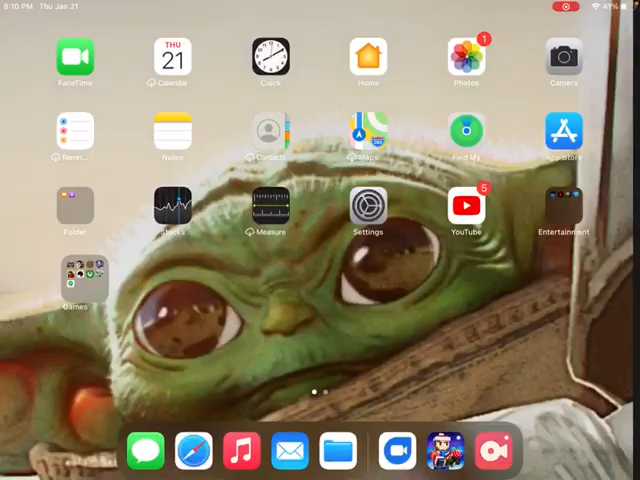 8:10 PM Thu Jan 21
41%
THU
21
1
FaceTime
Calendar
Clock
Home
Photos
Camera
Remin...
Notes
Contacts
Maps
Find My
App Store
5
Folder
Stocks
Measure
Settings
YouTube
Entertainment
Games